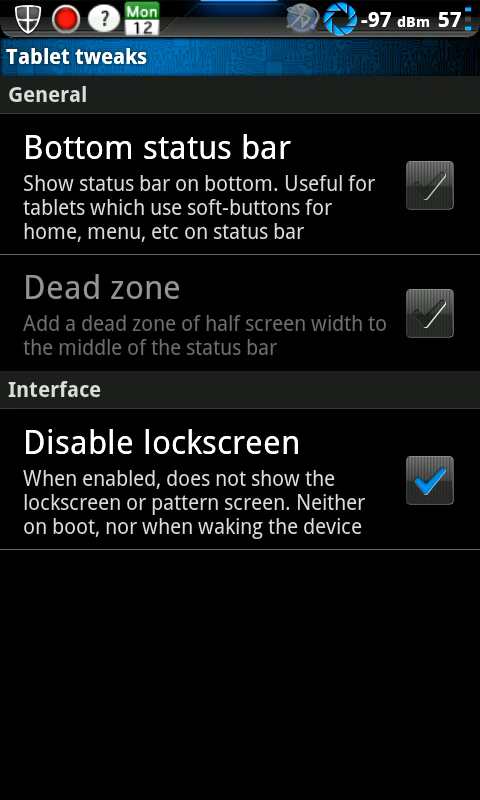 ?
Mon
12
-97 dBm 57
Tablet tweaks
General
Bottom status bar
Show status bar on bottom. Useful for
tablets which use soft-buttons for
home, menu, etc on status bar
Dead zone
Add a dead zone of half screen width to
the middle of the status bar
Interface
Disable lockscreen
When enabled, does not show the
lockscreen or pattern screen. Neither
on boot, nor when waking the device